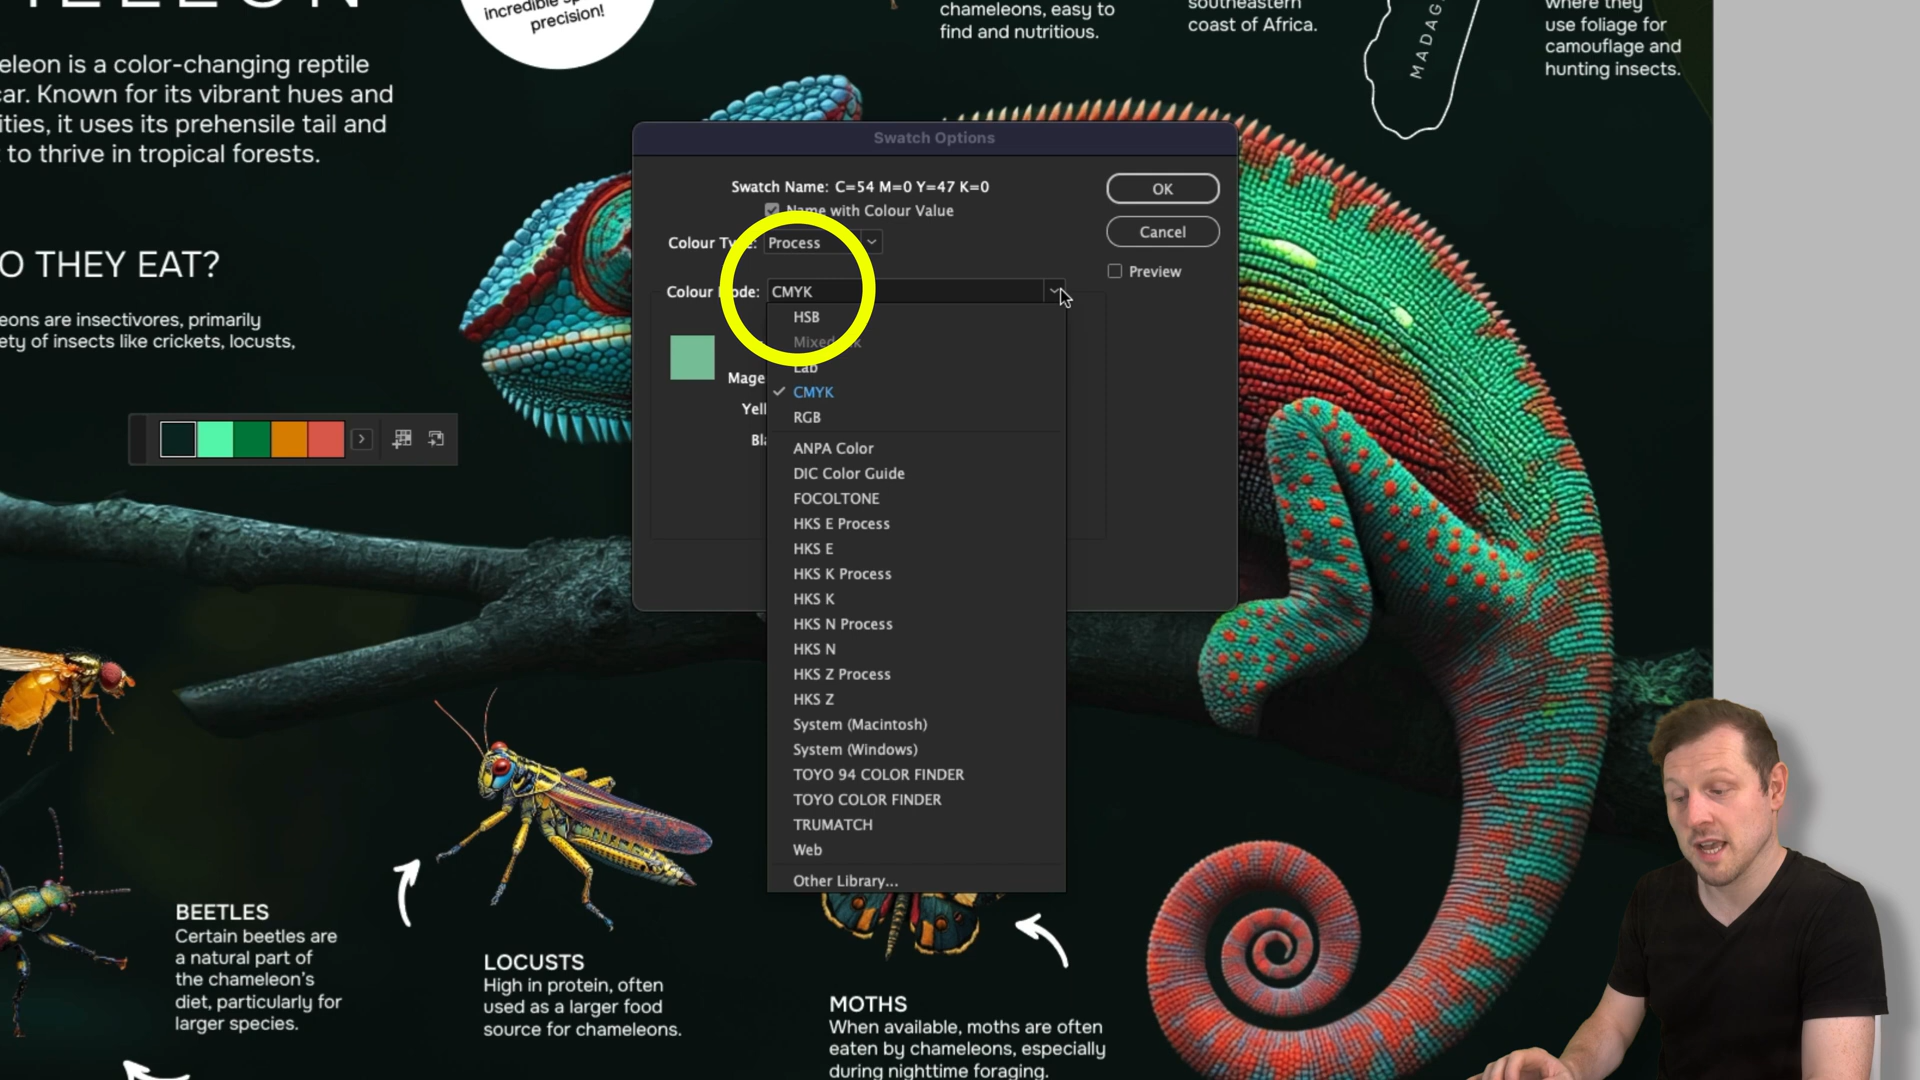 incredible
precision!
chameleons, easy to
find and nutritious.
southeastern
coast of Africa.
MADAG
where they
use foliage for
camouflage and
hunting insects.
eleon is a color-changing reptile
car. Known for its vibrant hues and
ities, it uses its prehensile tail and
to thrive in tropical forests.
O THEY EAT?
eons are insectivores, primarily
ety of insects like crickets, locusts,
Swatch Options
Swatch Name: C=54 M=0 Y=47 K=0
Name with Colour Value
Colour Type: Process
Colour Mode: CMYK
OK
Cancel
Preview
Mage
Yell
Bla
HSB
Mixed Ink
Lab
CMYK
RGB
ANPA Color
DIC Color Guide
FOCOLTONE
HKS E Process
HKS E
HKS K Process
HKS K
HKS N Process
HKS N
HKS Z Process
HKS Z
System (Macintosh)
System (Windows)
TOYO 94 COLOR FINDER
TOYO COLOR FINDER
TRUMATCH
Web
Other Library...
BEETLES
Certain beetles are
a natural part of
the chameleon's
diet, particularly for
larger species.
LOCUSTS
High in protein, often
used as a larger food
source for chameleons.
MOTHS
When available, moths are often
eaten by chameleons, especially
during nighttime foraging.